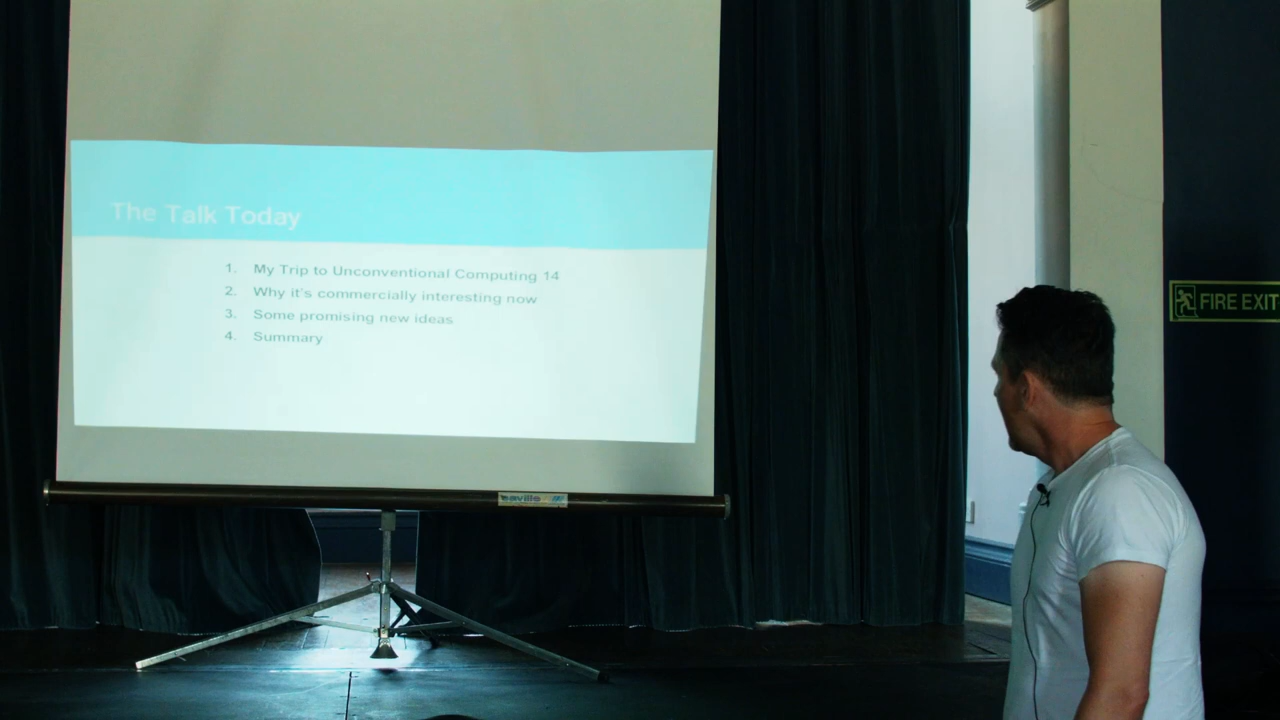 The Talk Today
1. My Trip to Unconventional Computing 14
2. Why it's commercially interesting now
3. Some promising new ideas
4. Summary
saville
FIRE EXIT